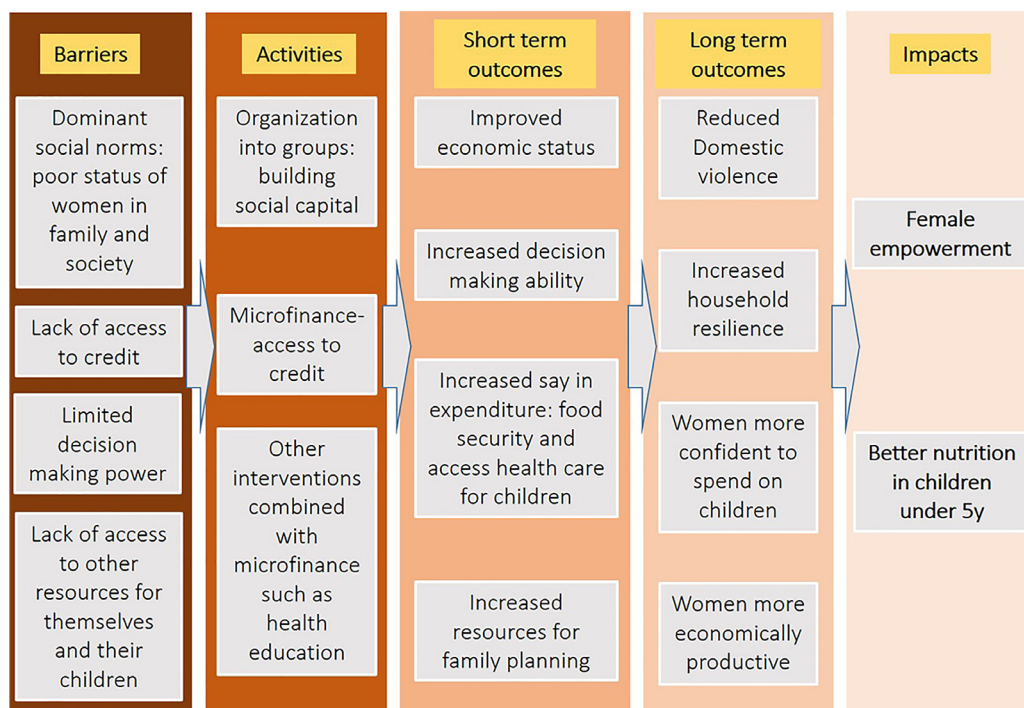 Barriers
Dominant
social norms:
poor status of
women in
family and
society
Lack of access
to credit
Limited
decision
making power
Lack of access
to other
resources for
themselves
and their
children
Activities
Organization
into groups:
building
social capital
Microfinance-
access to
credit
Other
interventions
combined
with
microfinance
such as
health
education
Short term
outcomes
Improved
economic status
Increased decision
making ability
Increased say in
expenditure: food
security and
access health care
for children
Increased
resources for
family planning
Long term
outcomes
Reduced
Domestic
violence
Increased
household
resilience
Women more
confident to
spend on
children
Women more
economically
productive
Impacts
Female
empowerment
Better nutrition
in children
under 5y